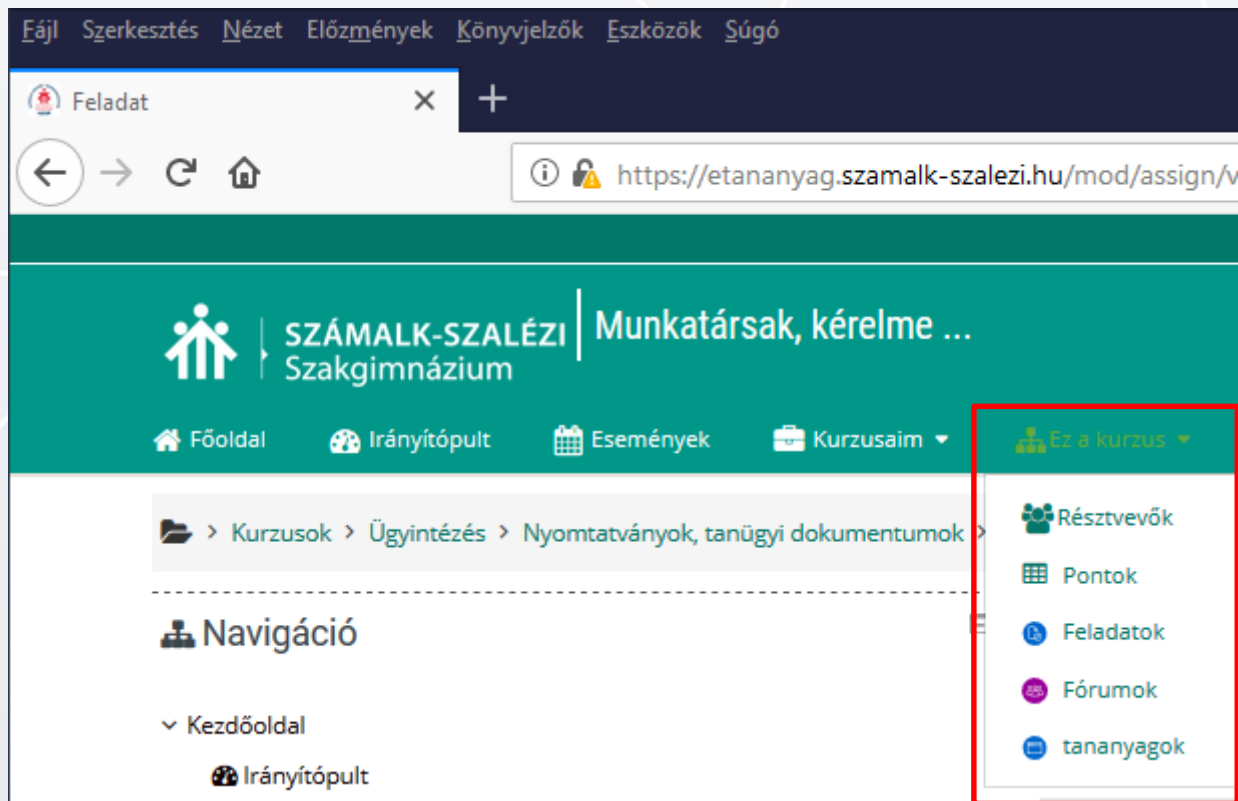 Fájl Szerkesztés Nézet Előzmények Könyvjelzők Eszközök Súgó
Feladat
https://etananyag.szamalk-szalezi.hu/mod/assign/v
SZÁMALK-SZALÉZI
Szakgimnázium
Munkatársak, kérelme ...
Főoldal Irányítópult Események Kurzusaim Ez a kurzus
> Kurzusok > Ügyintézés > Nyomtatványok, tanügyi dokumentumok >
Résztvevők
Pontok
Feladatok
Fórumok
tananyagok
Navigáció
Kezdőoldal
Irányítópult